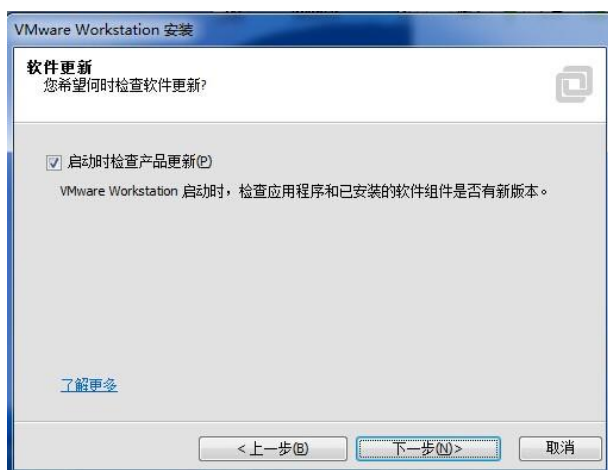 VMware Workstation 安装
软件更新
您希望何时检查软件更新?
启动时检查产品更新(P)
VMware Workstation 启动时，检查应用程序和已安装的软件组件是否有新版本。
了解更多
<上一步(B)
下一步(N)>
取消